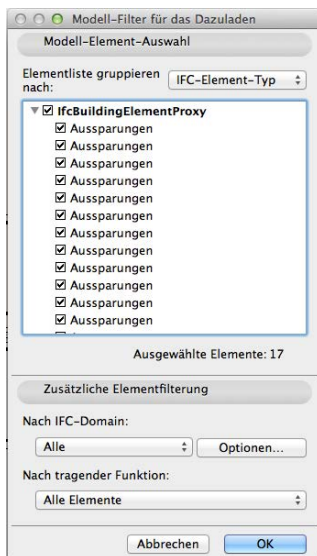 Modell-Filter für das Dazuladen
Modell-Element-Auswahl
Elementliste gruppieren
nach:
IFC-Element-Typ
IfcBuildingElementProxy
Aussparungen
Aussparungen
Aussparungen
Aussparungen
Aussparungen
Aussparungen
Aussparungen
Aussparungen
Aussparungen
Aussparungen
Aussparungen
Ausgewählte Elemente: 17
Zusätzliche Elementfilterung
Nach IFC-Domain:
Alle
Optionen...
Nach tragender Funktion:
Alle Elemente
Abbrechen
OK